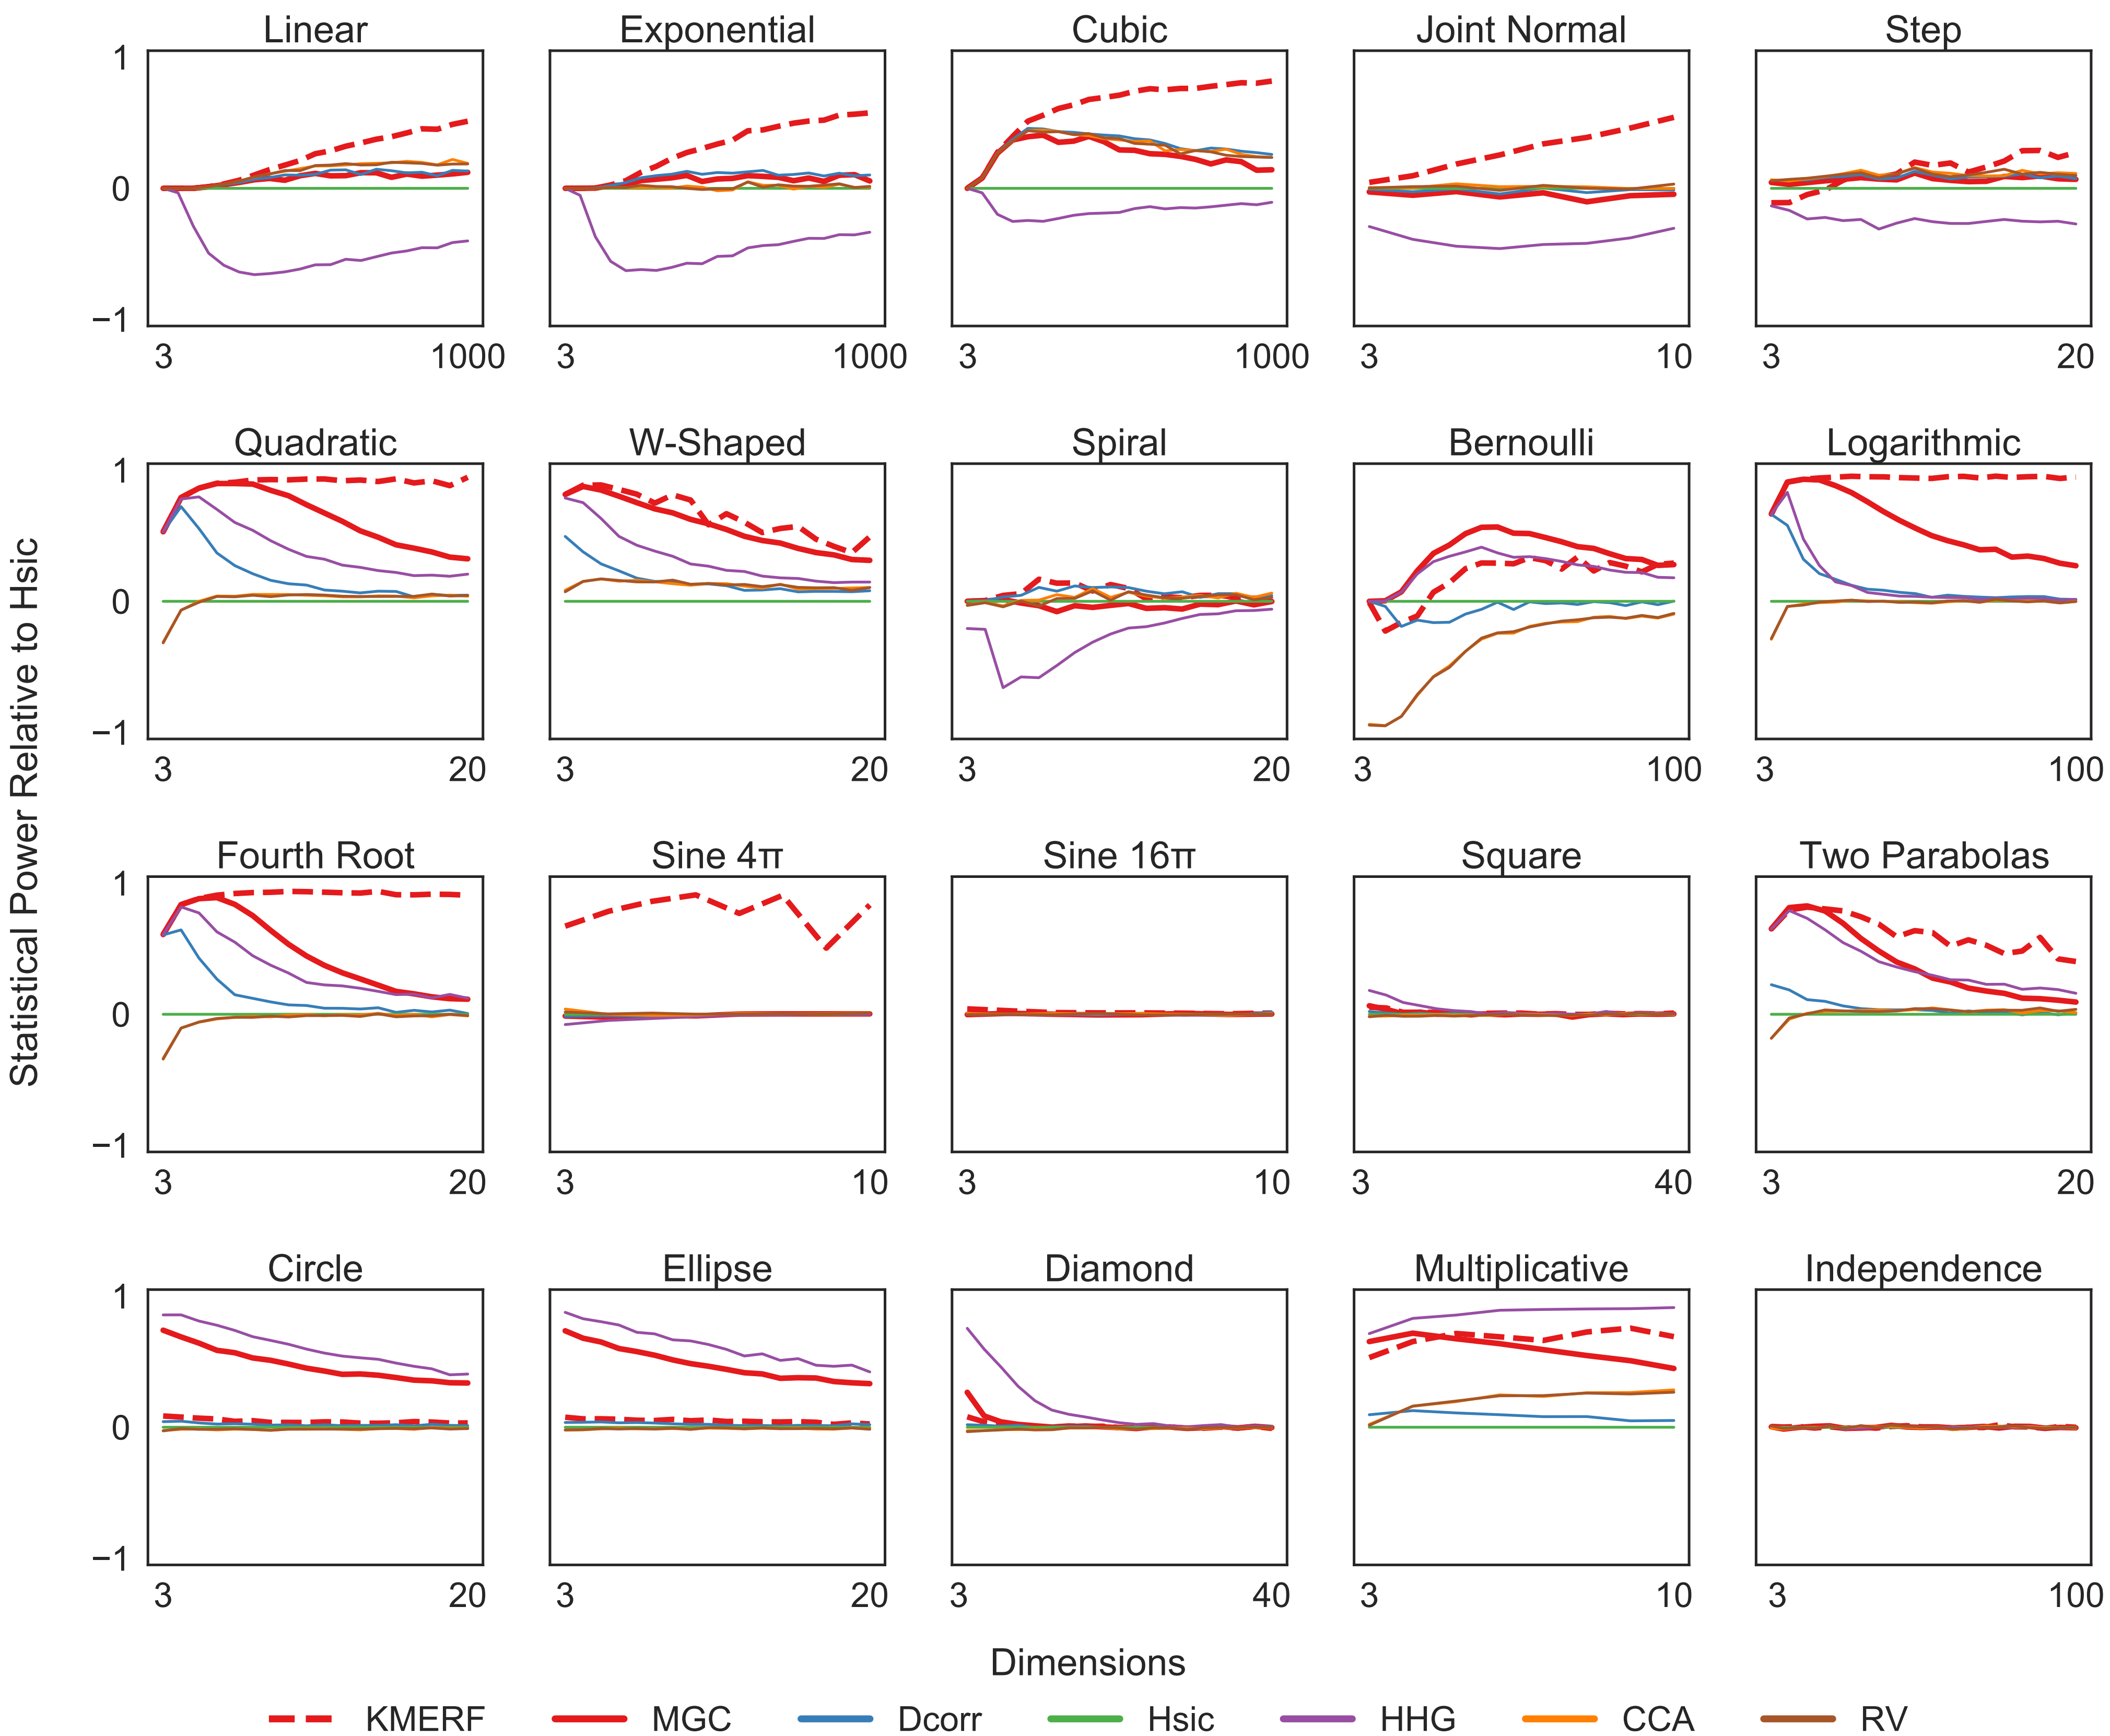 Statistical Power Relative to Hsic
Linear Exponential Cubic Joint Normal Step
1
0
−1
3 1000 3 1000 3 1000 3 10 3 20
Quadratic W-Shaped Spiral Bernoulli Logarithmic
1
0
−1
3 20 3 20 3 20 3 100 3 100
Fourth Root Sine 4π Sine 16π Square Two Parabolas
1
0
−1
3 20 3 10 3 10 3 40 3 20
Circle Ellipse Diamond Multiplicative Independence
1
0
−1
3 20 3 20 3 40 3 10 3 100
Dimensions
KMERF MGC Dcorr Hsic HHG CCA RV